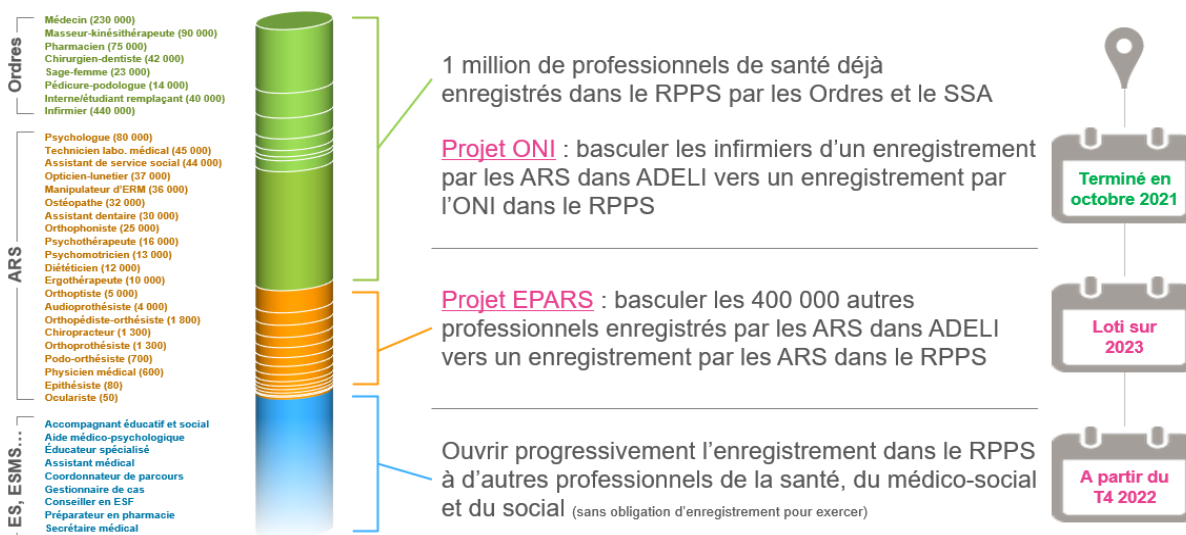 Ordres
Médecin (230 000)
Masseur-kinésithérapeute (90 000)
Pharmacien (75 000)
Chirurgien-dentiste (42 000)
Sage-femme (23 000)
Pédicure-podologue (14 000)
Interne/étudiant remplaçant (40 000)
Infirmier (440 000)
ARS
Psychologue (80 000)
Technicien labo. médical (45 000)
Assistant de service social (44 000)
Opticien-lunetier (37 000)
Manipulateur d'ERM (36 000)
Ostéopathe (32 000)
Assistant dentaire (30 000)
Orthophoniste (25 000)
Psychothérapeute (16 000)
Psychomotricien (13 000)
Diététicien (12 000)
Ergothérapeute (10 000)
Orthoptiste (5 000)
Audioprothésiste (4 000)
Orthopédiste-orthésiste (1 800)
Chiropracteur (1 300)
Orthoprothésiste (1 300)
Podo-orthésiste (700)
Physicien médical (600)
Epithésiste (80)
Oculariste (50)
ES, ESMS...
Accompagnant éducatif et social
Aide médico-psychologique
Éducateur spécialisé
Assistant médical
Coordonnateur de parcours
Gestionnaire de cas
Conseiller en ESF
Préparateur en pharmacie
Secrétaire médical
1 million de professionnels de santé déjà
enregistrés dans le RPPS par les Ordres et le SSA
Projet ONI : basculer les infirmiers d'un enregistrement
par les ARS dans ADELI vers un enregistrement par
l'ONI dans le RPPS
Terminé en
octobre 2021
Projet EPARS : basculer les 400 000 autres
professionnels enregistrés par les ARS dans ADELI
vers un enregistrement par les ARS dans le RPPS
Loti sur
2023
Ouvrir progressivement l'enregistrement dans le RPPS
à d'autres professionnels de la santé, du médico-social
et du social (sans obligation d'enregistrement pour exercer)
A partir du
T4 2022